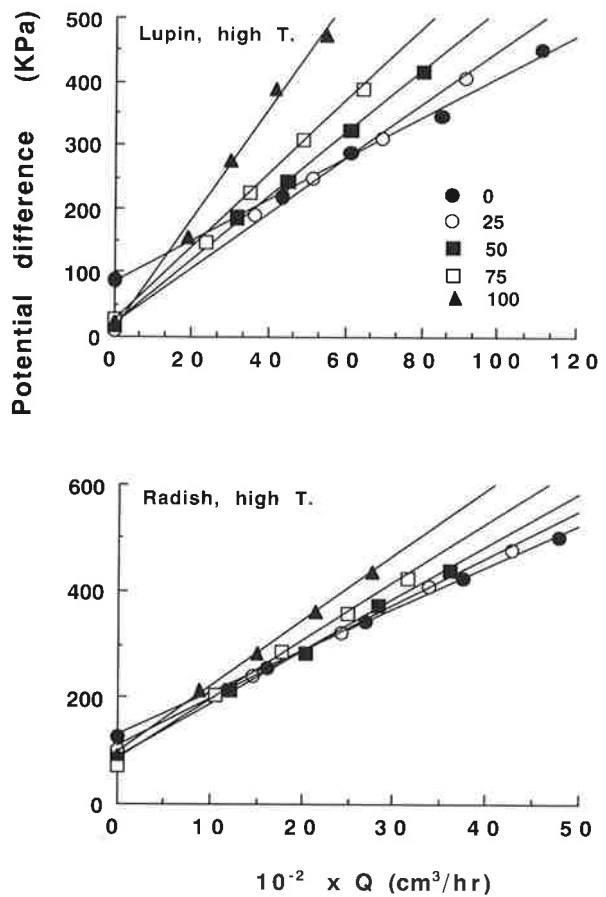 Potential difference (KPa)
500
400
300
200
100
0
Lupin, high T.
0
25
50
75
100
0 20 40 60 80 100 120
600
400
200
0
Radish, high T.
0 10 20 30 40 50
10⁻² x Q (cm³/hr)